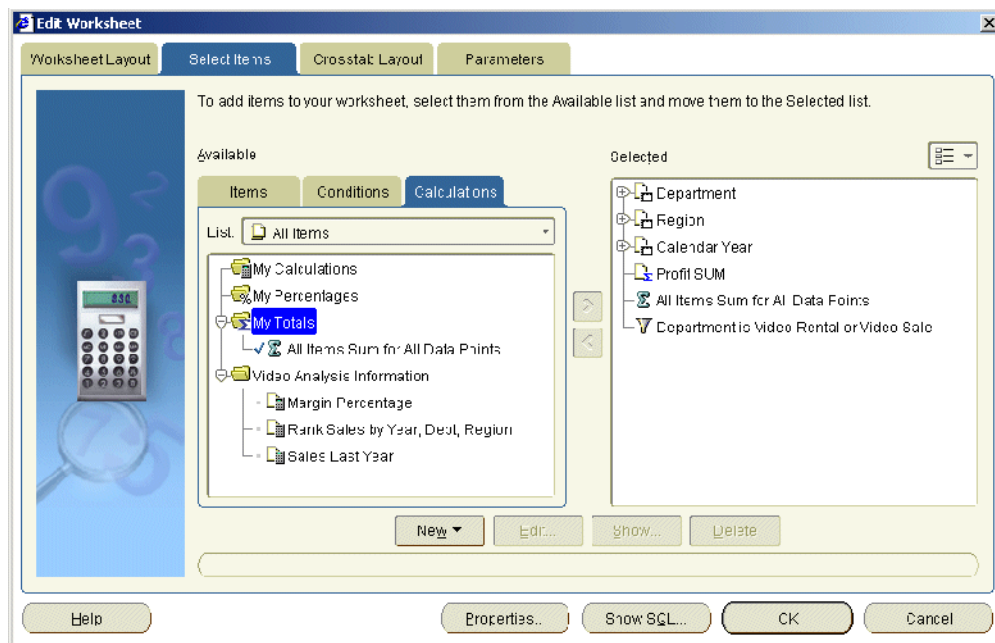 Edit Worksheet
Worksheet Layout Select Items Crosstab Layout Parameters
To add items to your worksheet, select them from the Available list and move them to the Selected list.
Available
Selected
Items Conditions Calculations
List: All Items
My Calculations
My Percentages
My Totals
All Items Sum for All Data Points
Video Analysis Information
Margin Percentage
Rank Sales by Year, Dept, Region
Sales Last Year
Department
Region
Calendar Year
Profit SUM
All Items Sum for All Data Points
Department is Video Rental or Video Sale
New Edit... Show... Delete
Help Properties... Show SQL... OK Cancel